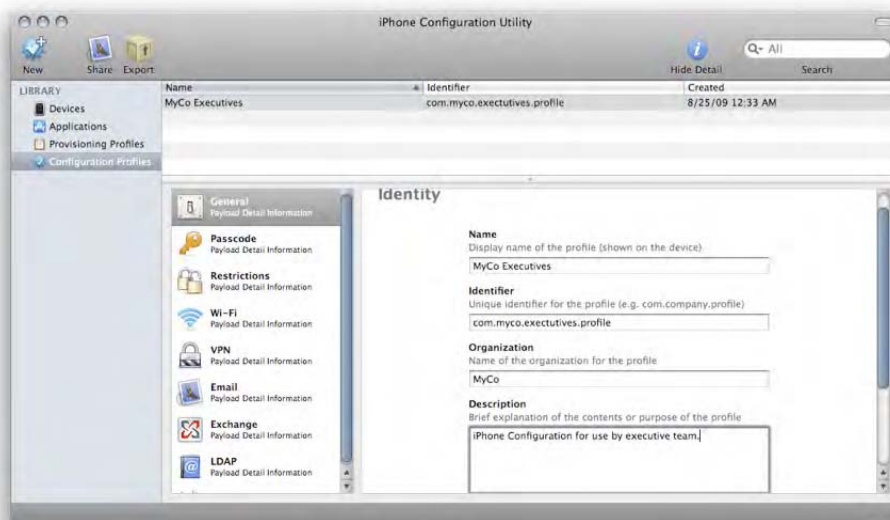 iPhone Configuration Utility
New Share Export Hide Detail Search
All
LIBRARY
Devices
Applications
Provisioning Profiles
Configuration Profiles
Name Identifier Created
MyCo Executives com.myco.exectutives.profile 8/25/09 12:33 AM
General
Payload Detail Information
Passcode
Payload Detail Information
Restrictions
Payload Detail Information
Wi-Fi
Payload Detail Information
VPN
Payload Detail Information
Email
Payload Detail Information
Exchange
Payload Detail Information
LDAP
Payload Detail Information
Identity
Name
Display name of the profile (shown on the device)
MyCo Executives
Identifier
Unique identifier for the profile (e.g. com.company.profile)
com.myco.exectutives.profile
Organization
Name of the organization for the profile
MyCo
Description
Brief explanation of the contents or purpose of the profile
iPhone Configuration for use by executive team.